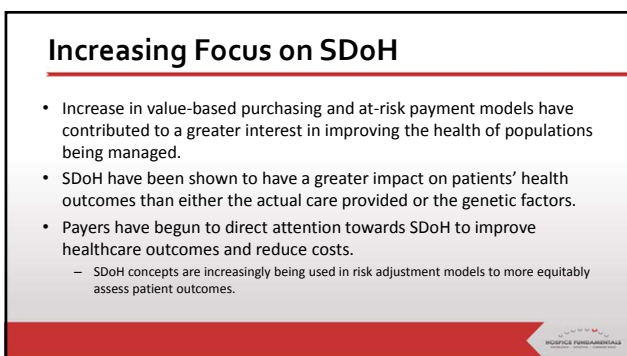 Increasing Focus on SDoH
• Increase in value-based purchasing and at-risk payment models have
contributed to a greater interest in improving the health of populations
being managed.
• SDoH have been shown to have a greater impact on patients' health
outcomes than either the actual care provided or the genetic factors.
• Payers have begun to direct attention towards SDoH to improve
healthcare outcomes and reduce costs.
– SDoH concepts are increasingly being used in risk adjustment models to more equitably
assess patient outcomes.
HOSPICE FUNDAMENTALS